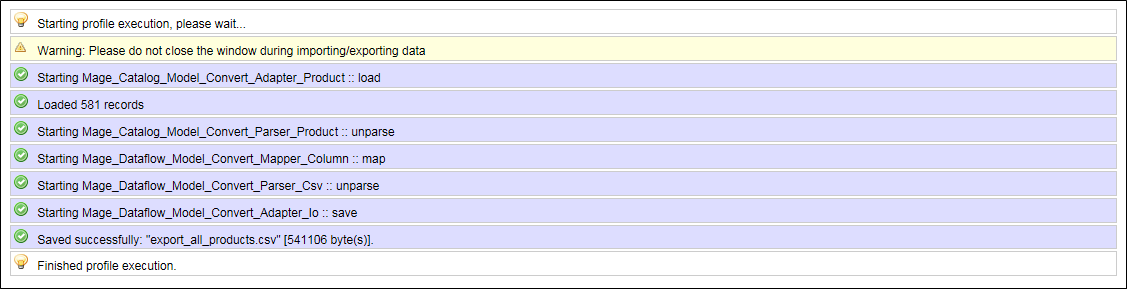 Starting profile execution, please wait...
Warning: Please do not close the window during importing/exporting data
Starting Mage_Catalog_Model_Convert_Adapter_Product :: load
Loaded 581 records
Starting Mage_Catalog_Model_Convert_Parser_Product :: unparse
Starting Mage_Dataflow_Model_Convert_Mapper_Column :: map
Starting Mage_Dataflow_Model_Convert_Parser_Csv :: unparse
Starting Mage_Dataflow_Model_Convert_Adapter_Io :: save
Saved successfully: "export_all_products.csv" [541106 byte(s)].
Finished profile execution.